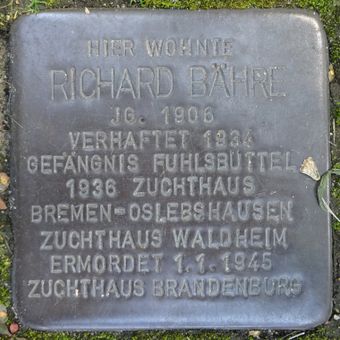 HIER WOHNTE
RICHARD BÄHRE
JG. 1906
VERHAFTET 1934
GEFÄNGNIS FUHLSBÜTTEL
1936 ZUCHTHAUS
BREMEN-OSLEBSHAUSEN
ZUCHTHAUS WALDHEIM
ERMORDET 1.1.1945
ZUCHTHAUS BRANDENBURG